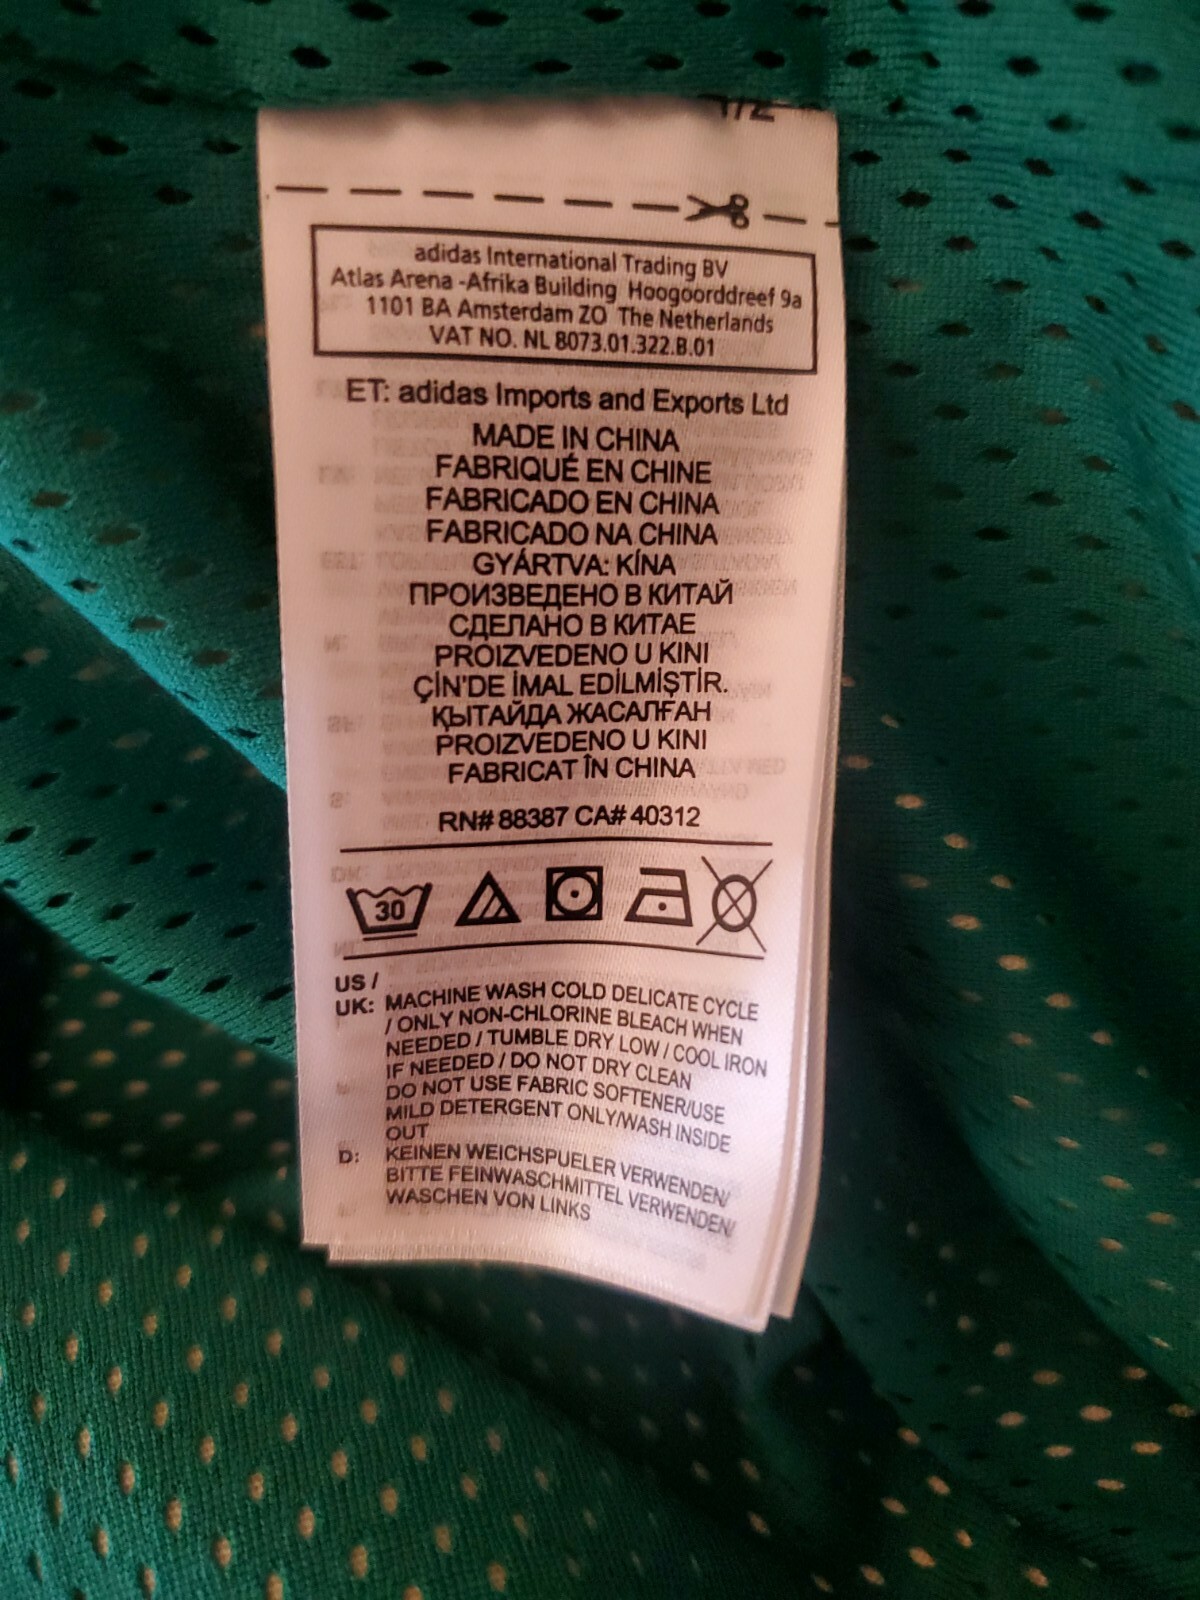 adidas International Trading BV
Atlas Arena -Afrika Building Hoogoorddreef 9a
1101 BA Amsterdam ZO The Netherlands
VAT NO. NL 8073.01.322.B.01
ET: adidas Imports and Exports Ltd
MADE IN CHINA
FABRIQUÉ EN CHINE
FABRICADO EN CHINA
FABRICADO NA CHINA
GYÁRTVA: KÍNA
ПРОИЗВЕДЕНО В КИТАЙ
СДЕЛАНО В КИТАЕ
PROIZVEDENO U KINI
ÇİN'DE İMAL EDİLMİŞTİR.
ҚЫТАЙДА ЖАСАЛҒАН
PROIZVEDENO U KINI
FABRICAT ÎN CHINA
RN# 88387 CA# 40312
30
US /
UK: MACHINE WASH COLD DELICATE CYCLE
/ ONLY NON-CHLORINE BLEACH WHEN
NEEDED / TUMBLE DRY LOW / COOL IRON
IF NEEDED / DO NOT DRY CLEAN
DO NOT USE FABRIC SOFTENER/USE
MILD DETERGENT ONLY/WASH INSIDE
OUT
D: KEINEN WEICHSPUELER VERWENDEN/
BITTE FEINWASCHMITTEL VERWENDEN/
WASCHEN VON LINKS